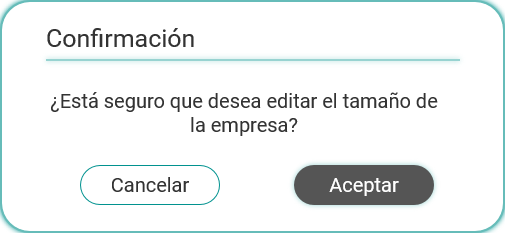 Confirmación
¿Está seguro que desea editar el tamaño de
la empresa?
Cancelar
Aceptar